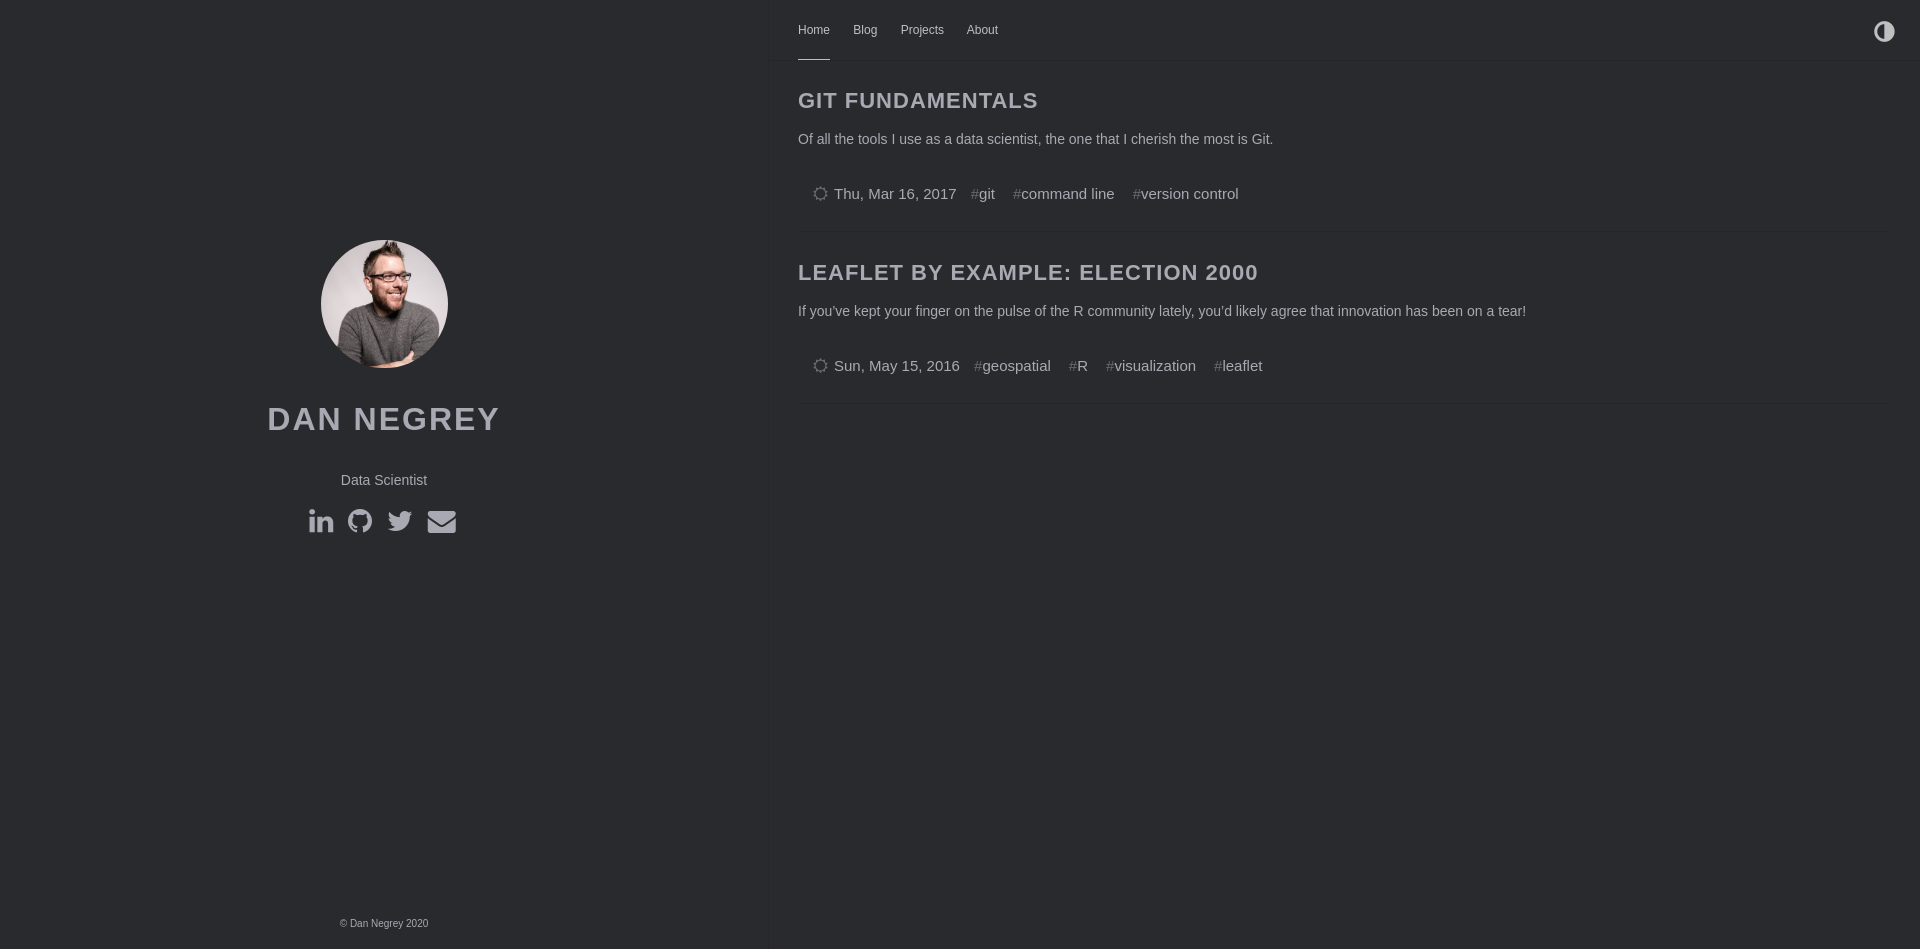 Home Blog Projects About
GIT FUNDAMENTALS
Of all the tools I use as a data scientist, the one that I cherish the most is Git.
Thu, Mar 16, 2017 #git #command line #version control
LEAFLET BY EXAMPLE: ELECTION 2000
If you’ve kept your finger on the pulse of the R community lately, you’d likely agree that innovation has been on a tear!
Sun, May 15, 2016 #geospatial #R #visualization #leaflet
DAN NEGREY
Data Scientist
© Dan Negrey 2020